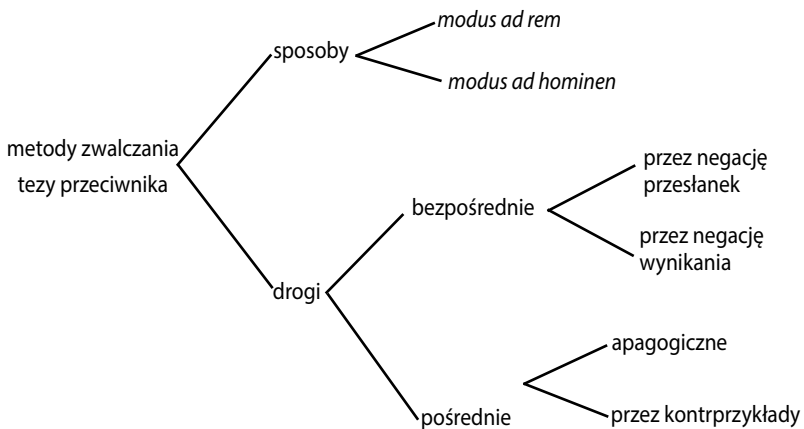 modus ad rem
sposoby
modus ad hominen
metody zwalczania
tezy przeciwnika
przez negację
przesłanek
bezpośrednie
przez negację
wynikania
drogi
apagogiczne
pośrednie
przez kontrprzykłady